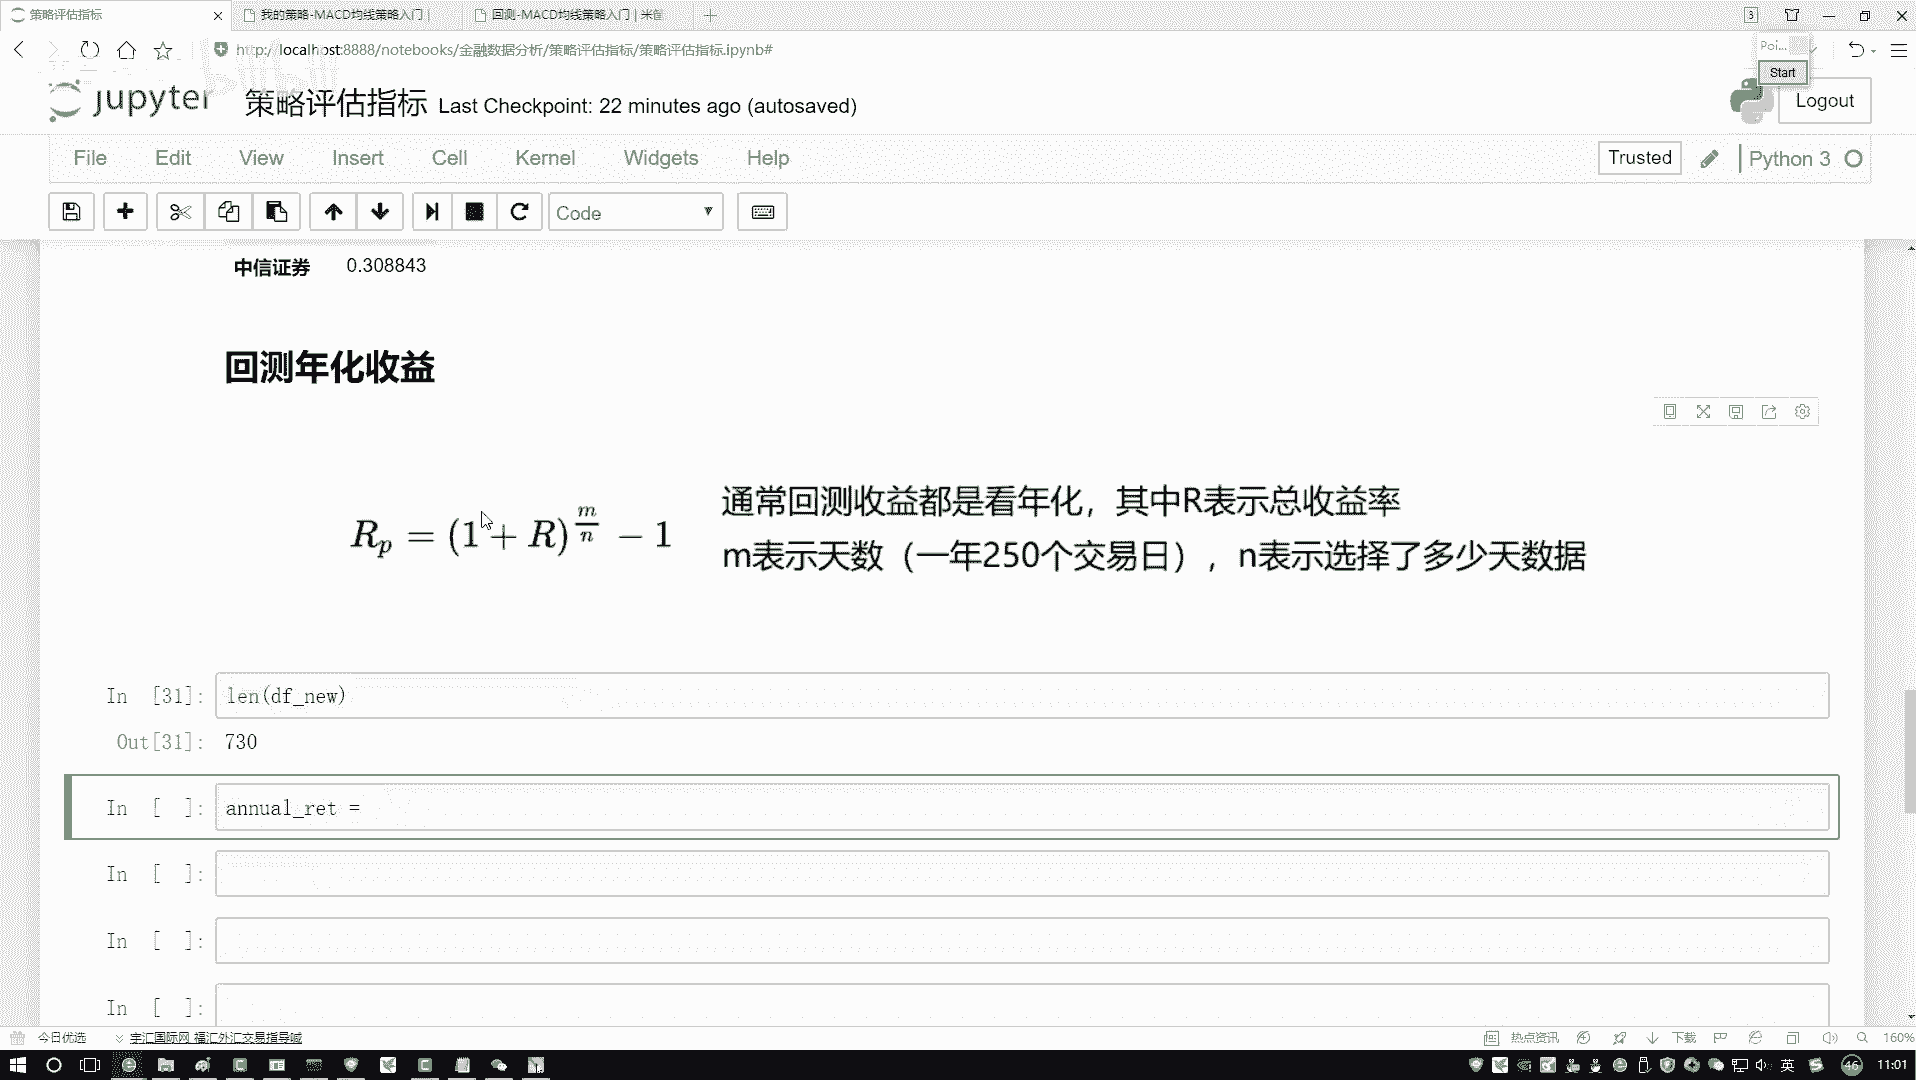 策略评估指标
我的策略-MACD均线策略入门 |
回测-MACD均线策略入门 | 米
3
http://localhost:8888/notebooks/金融数据分析/策略评估指标/策略评估指标.ipynb#
Poi...
Start
jupyter 策略评估指标 Last Checkpoint: 22 minutes ago (autosaved)
Logout
File Edit View Insert Cell Kernel Widgets Help
Trusted
Python 3
Code
中信证券 0.308843
回测年化收益
R_p = (1 + R)^{m/n} − 1
通常回测收益都是看年化，其中R表示总收益率
m表示天数（一年250个交易日），n表示选择了多少天数据
In [31]: len(df_new)
Out[31]: 730
In [ ]: annual_ret =
In [ ]:
In [ ]:
In [ ]:
今日优选
宇汇国际网 福汇外汇交易指导喊
热点资讯
下载
160%
英
46
11:01